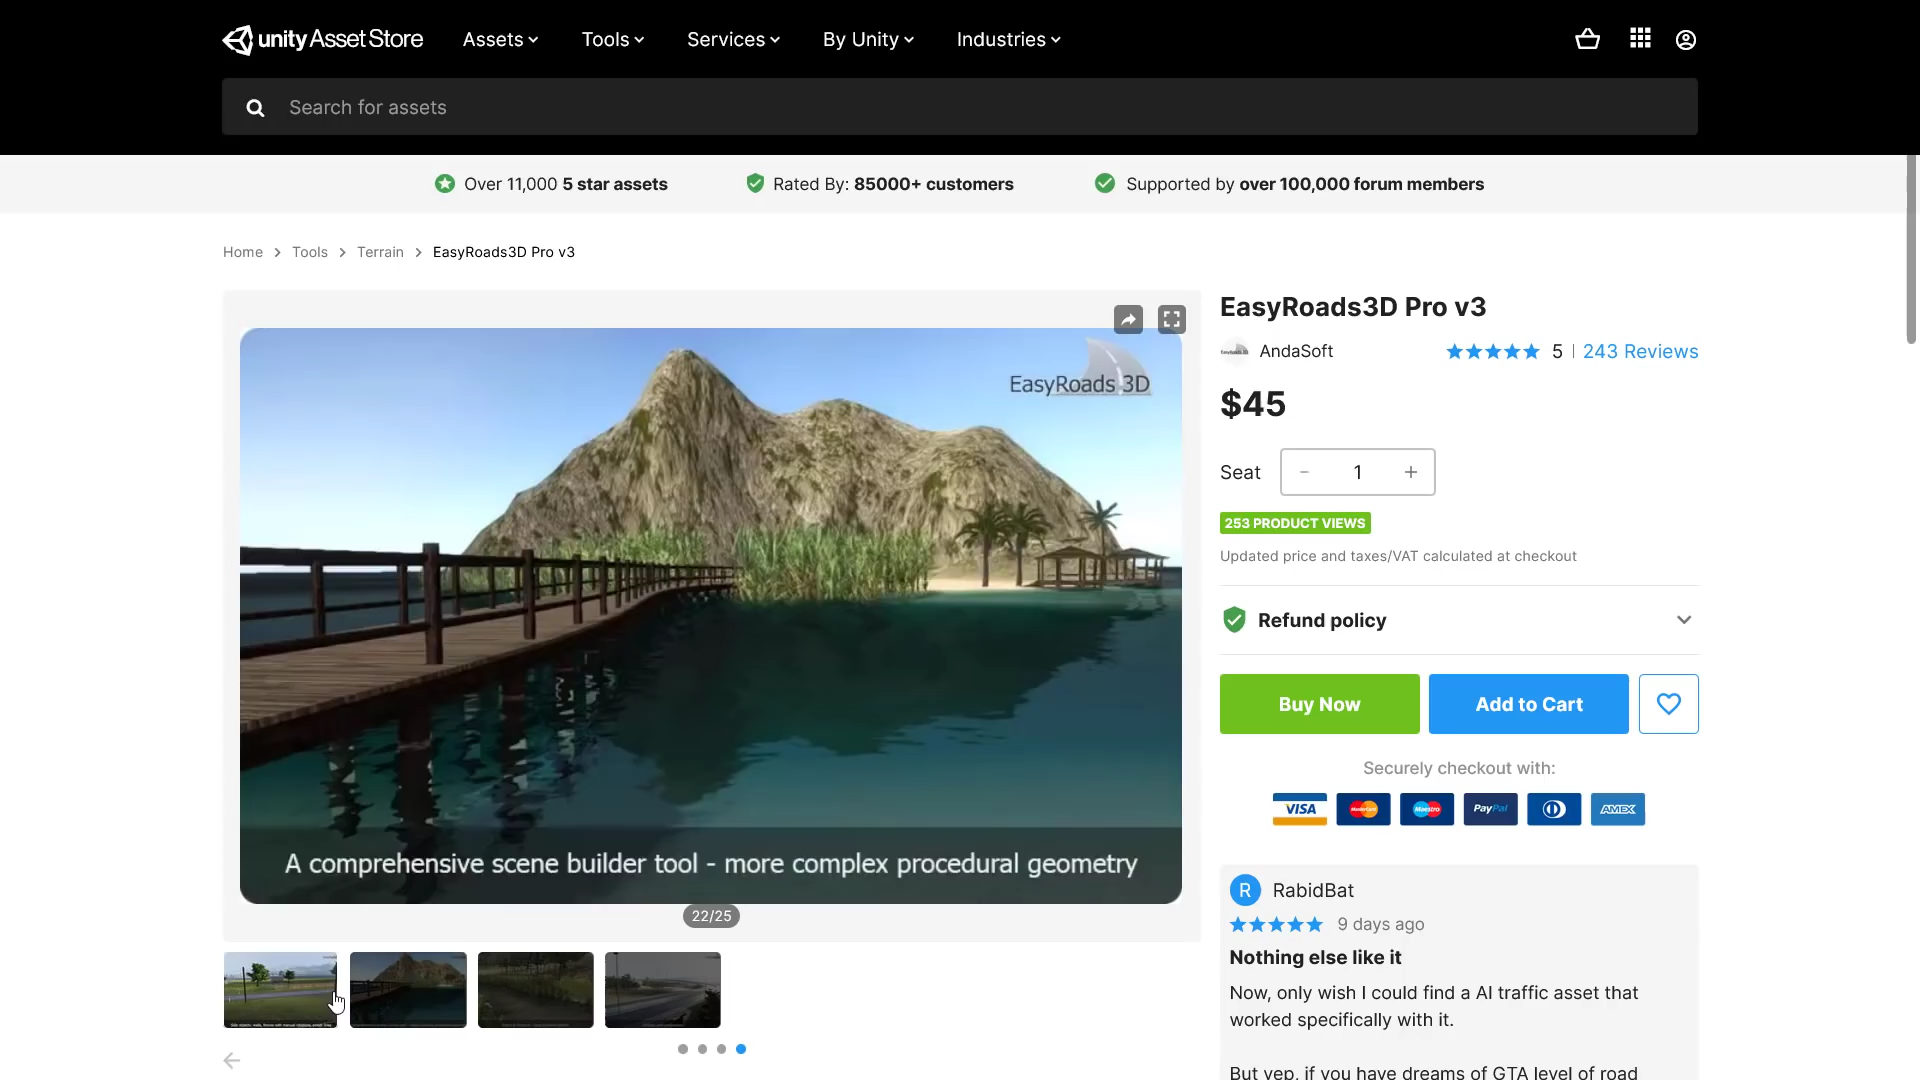 unity Asset Store
Assets
Tools
Services
By Unity
Industries
Search for assets
Over 11,000 5 star assets
Rated By: 85000+ customers
Supported by over 100,000 forum members
Home > Tools > Terrain > EasyRoads3D Pro v3
EasyRoads 3D
A comprehensive scene builder tool - more complex procedural geometry
22/25
EasyRoads3D Pro v3
AndaSoft
5 | 243 Reviews
$45
Seat - 1 +
253 PRODUCT VIEWS
Updated price and taxes/VAT calculated at checkout
Refund policy
Buy Now
Add to Cart
Securely checkout with:
VISA
MasterCard
Maestro
PayPal
AMEX
R RabidBat
9 days ago
Nothing else like it
Now, only wish I could find a AI traffic asset that
worked specifically with it.
But yep, if you have dreams of GTA level of road